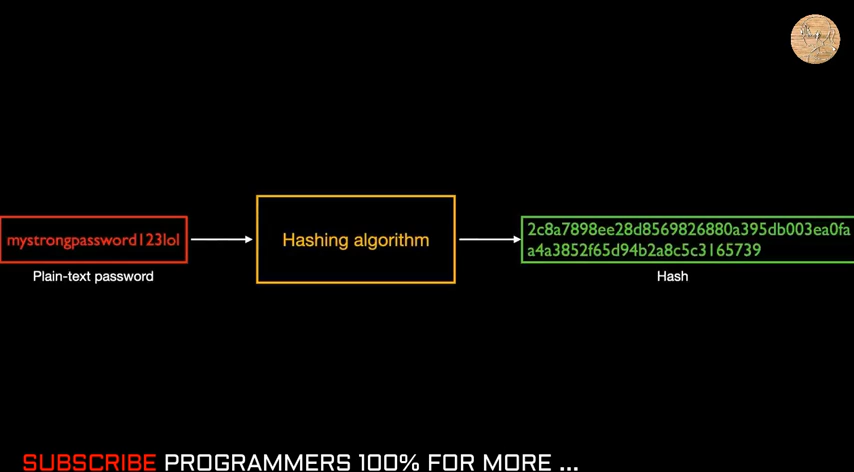 mystrongpassword123lol
Hashing algorithm
2c8a7898ee28d8569826880a395db003ea0fa
a4a3852f65d94b2a8c5c3165739
Plain-text password
Hash
SUBSCRIBE PROGRAMMERS 100% FOR MORE ...